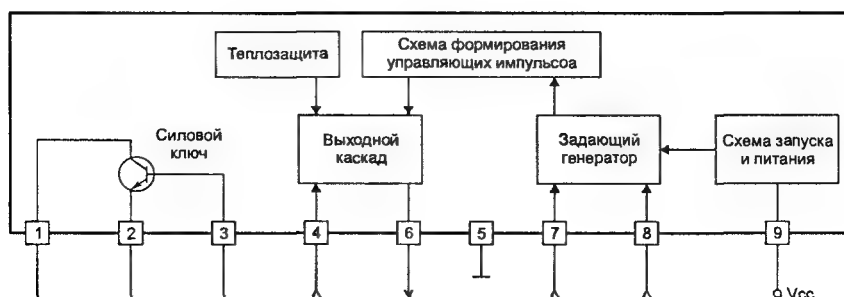 Теплозащита
Схема формирования
управляющих импульсоа
Силовой
ключ
Выходной
каскад
Задающий
генератор
Схема запуска
и питания
1 2 3 4 6 5 7 8 9
Vcc